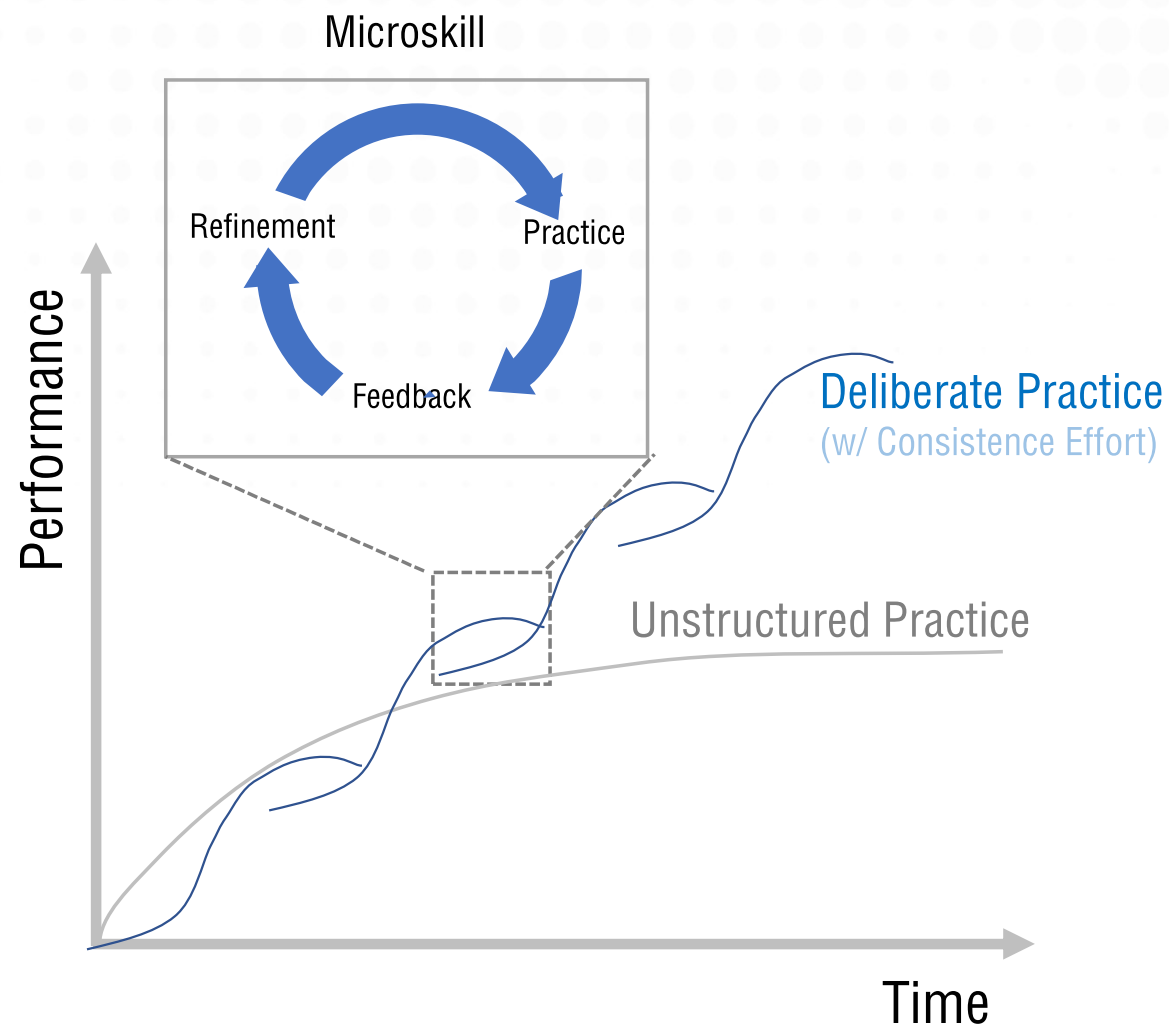 Microskill
Refinement
Practice
Feedback
Performance
Deliberate Practice
(w/ Consistence Effort)
Unstructured Practice
Time